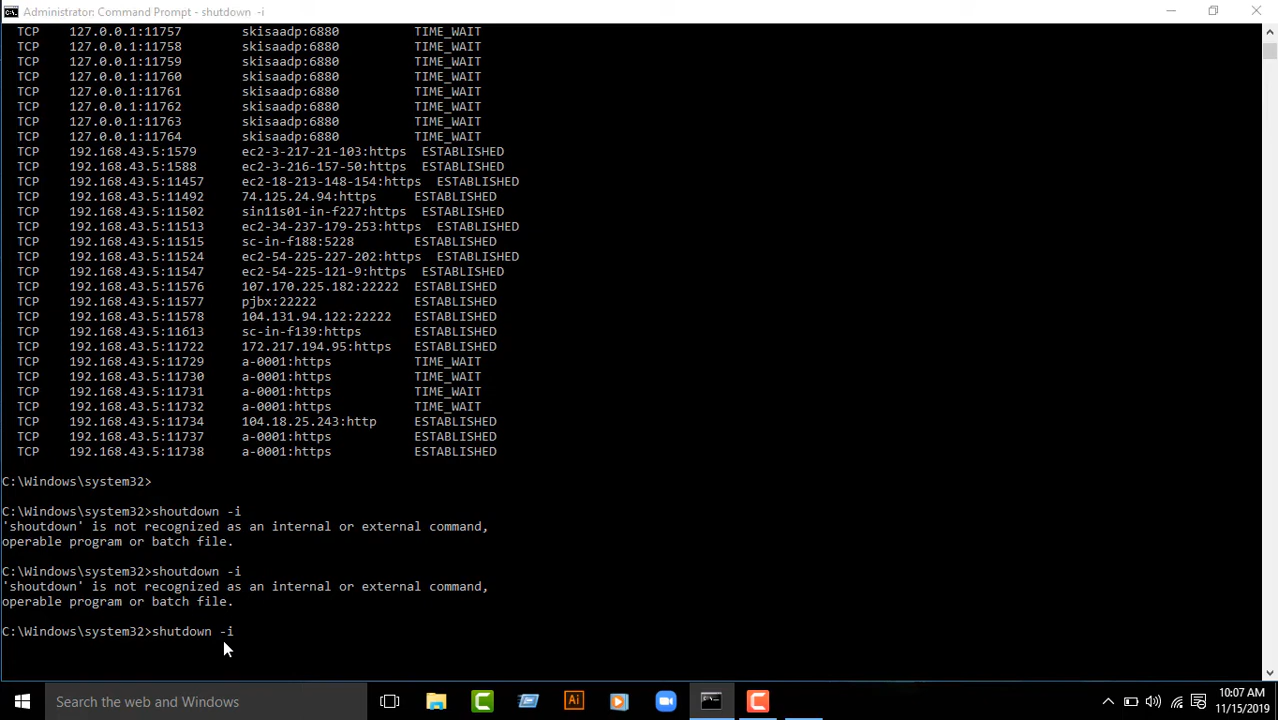 Administrator: Command Prompt - shutdown -i
TCP 127.0.0.1:11757 skisaadp:6880 TIME_WAIT
TCP 127.0.0.1:11758 skisaadp:6880 TIME_WAIT
TCP 127.0.0.1:11759 skisaadp:6880 TIME_WAIT
TCP 127.0.0.1:11760 skisaadp:6880 TIME_WAIT
TCP 127.0.0.1:11761 skisaadp:6880 TIME_WAIT
TCP 127.0.0.1:11762 skisaadp:6880 TIME_WAIT
TCP 127.0.0.1:11763 skisaadp:6880 TIME_WAIT
TCP 127.0.0.1:11764 skisaadp:6880 TIME_WAIT
TCP 192.168.43.5:1579 ec2-3-217-21-103:https ESTABLISHED
TCP 192.168.43.5:1588 ec2-3-216-157-50:https ESTABLISHED
TCP 192.168.43.5:11457 ec2-18-213-148-154:https ESTABLISHED
TCP 192.168.43.5:11492 74.125.24.94:https ESTABLISHED
TCP 192.168.43.5:11502 sin11s01-in-f227:https ESTABLISHED
TCP 192.168.43.5:11513 ec2-34-237-179-253:https ESTABLISHED
TCP 192.168.43.5:11515 sc-in-f188:5228 ESTABLISHED
TCP 192.168.43.5:11524 ec2-54-225-227-202:https ESTABLISHED
TCP 192.168.43.5:11547 ec2-54-225-121-9:https ESTABLISHED
TCP 192.168.43.5:11576 107.170.225.182:22222 ESTABLISHED
TCP 192.168.43.5:11577 pjbx:22222 ESTABLISHED
TCP 192.168.43.5:11578 104.131.94.122:22222 ESTABLISHED
TCP 192.168.43.5:11613 sc-in-f139:https ESTABLISHED
TCP 192.168.43.5:11722 172.217.194.95:https ESTABLISHED
TCP 192.168.43.5:11729 a-0001:https TIME_WAIT
TCP 192.168.43.5:11730 a-0001:https TIME_WAIT
TCP 192.168.43.5:11731 a-0001:https TIME_WAIT
TCP 192.168.43.5:11732 a-0001:https TIME_WAIT
TCP 192.168.43.5:11734 104.18.25.243:http ESTABLISHED
TCP 192.168.43.5:11737 a-0001:https ESTABLISHED
TCP 192.168.43.5:11738 a-0001:https ESTABLISHED
C:\Windows\system32>
C:\Windows\system32>shoutdown -i
'shoutdown' is not recognized as an internal or external command,
operable program or batch file.
C:\Windows\system32>shoutdown -i
'shoutdown' is not recognized as an internal or external command,
operable program or batch file.
C:\Windows\system32>shutdown -i
Search the web and Windows
Ai
10:07 AM
11/15/2019